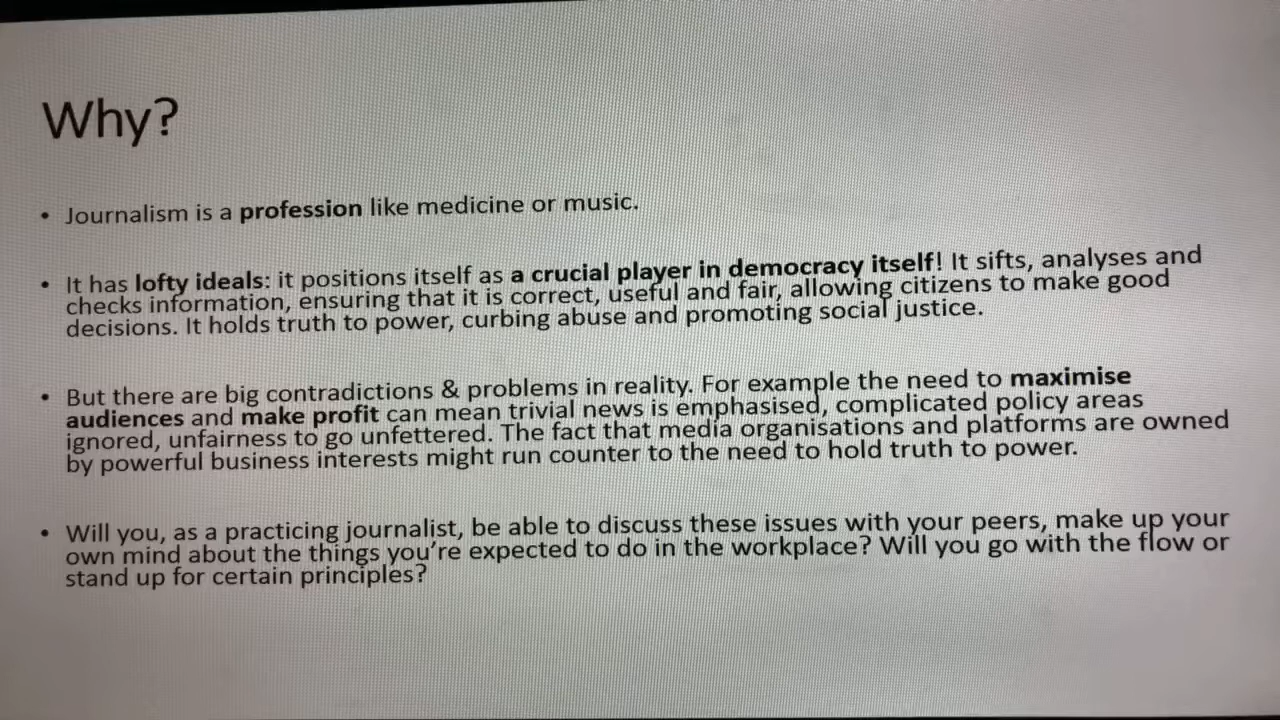 Why?
• Journalism is a profession like medicine or music.
• It has lofty ideals: it positions itself as a crucial player in democracy itself! It sifts, analyses and
checks information, ensuring that it is correct, useful and fair, allowing citizens to make good
decisions. It holds truth to power, curbing abuse and promoting social justice.
• But there are big contradictions & problems in reality. For example the need to maximise
audiences and make profit can mean trivial news is emphasised, complicated policy areas
ignored, unfairness to go unfettered. The fact that media organisations and platforms are owned
by powerful business interests might run counter to the need to hold truth to power.
• Will you, as a practicing journalist, be able to discuss these issues with your peers, make up your
own mind about the things you're expected to do in the workplace? Will you go with the flow or
stand up for certain principles?